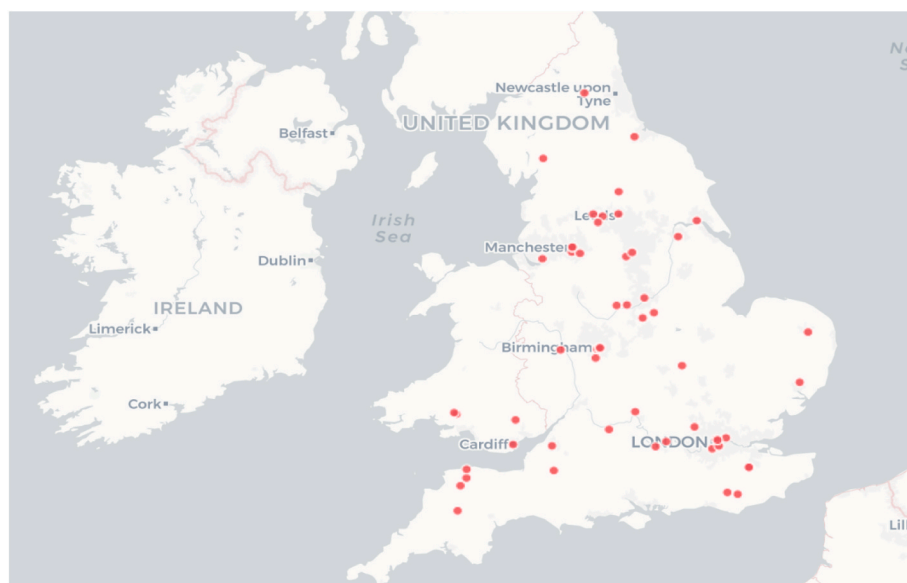 Newcastle upon
Tyne
UNITED KINGDOM
Belfast
Irish
Sea
Leeds
Manchester
Dublin
IRELAND
Limerick
Birmingham
Cork
Cardiff
LONDON